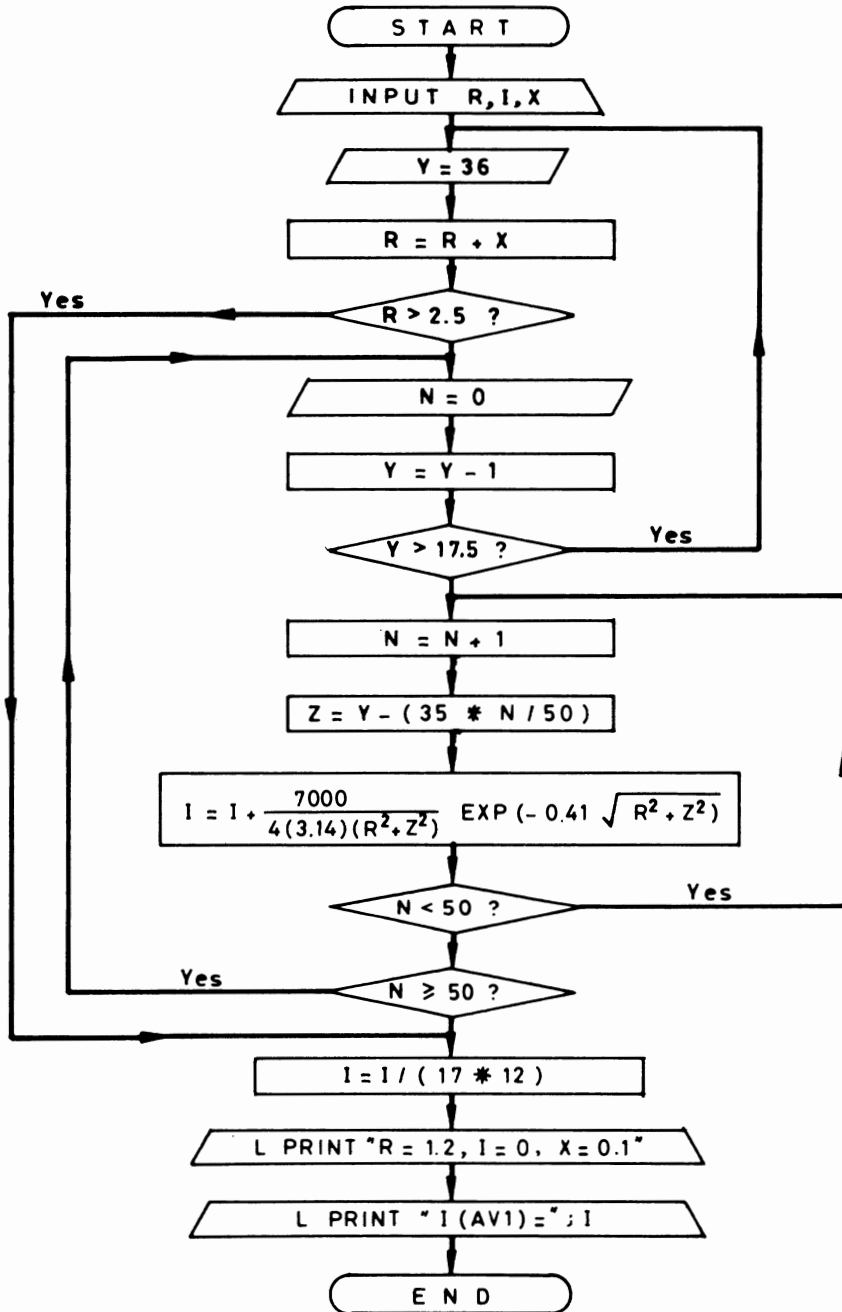 START
INPUT R, I, X
Y = 36
R = R + X
Yes
R > 2.5 ?
N = 0
Y = Y - 1
Y > 17.5 ?
Yes
N = N + 1
Z = Y - ( 35 * N / 50 )
I = I + 7000 / 4(3.14)(R²+Z²) EXP (- 0.41 √ R² + Z² )
N < 50 ?
Yes
Yes
N ≥ 50 ?
I = I / ( 17 * 12 )
L PRINT "R = 1.2, I = 0, X = 0.1"
L PRINT " I (AV1) =" ; I
END